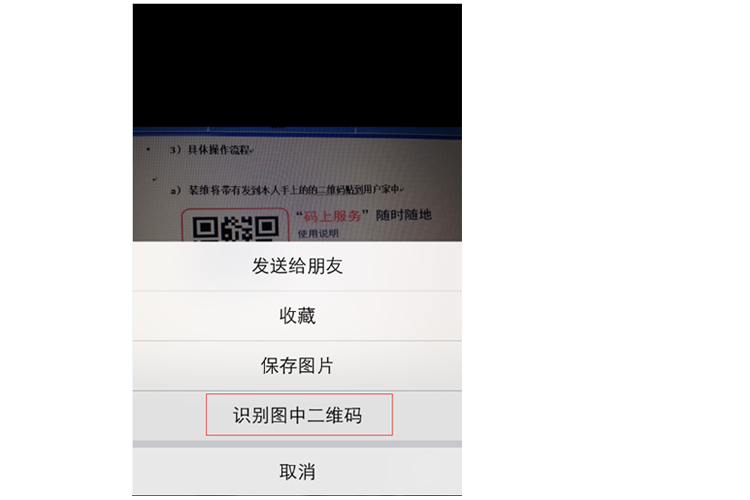 3）具体操作流程
a）装维将带有发到本人手上的的二维码贴到用户家中
“码上服务”随时随地
使用说明
发送给朋友
收藏
保存图片
识别图中二维码
取消